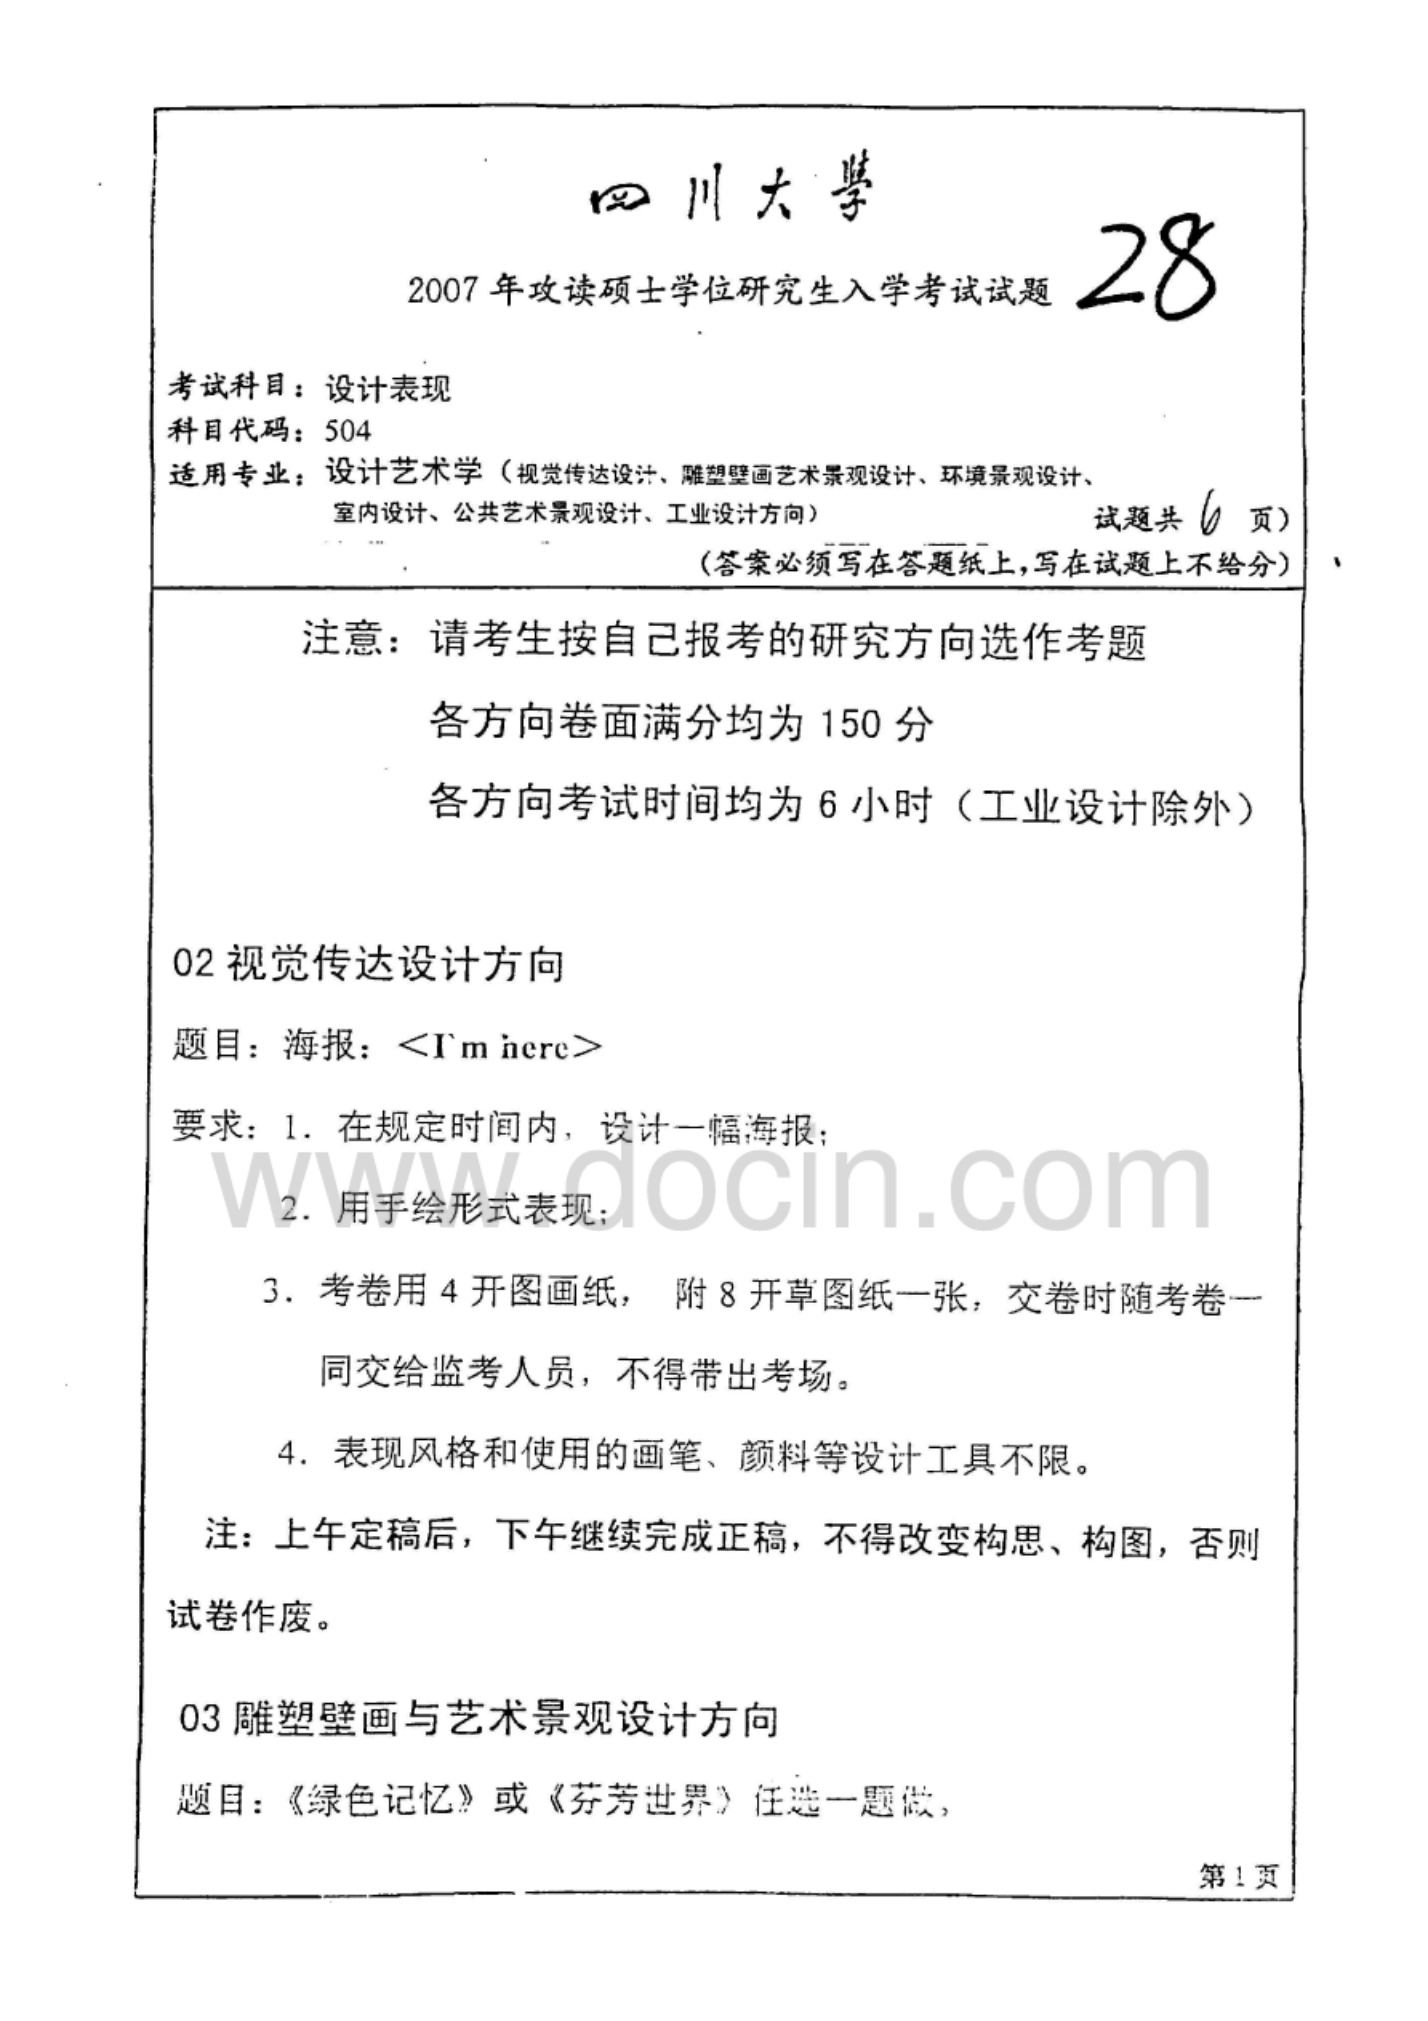 四川大學
28
2007 年攻读硕士学位研究生入学考试试题
考试科目：设计表现
科目代码：504
适用专业：设计艺术学（视觉传达设计、雕塑壁画艺术景观设计、环境景观设计、
室内设计、公共艺术景观设计、工业设计方向）
试题共 6 页）
（答案必须写在答题纸上，写在试题上不给分）
注意：请考生按自己报考的研究方向选作考题
各方向卷面满分均为 150 分
各方向考试时间均为 6 小时（工业设计除外）
02 视觉传达设计方向
题目：海报：＜I`m here＞
要求：1．在规定时间内，设计一幅海报；
www.docin.com
2．用手绘形式表现；
3．考卷用 4 开图画纸， 附 8 开草图纸一张，交卷时随考卷一
同交给监考人员，不得带出考场。
4．表现风格和使用的画笔、颜料等设计工具不限。
注：上午定稿后，下午继续完成正稿，不得改变构思、构图，否则
试卷作废。
03 雕塑壁画与艺术景观设计方向
题目：《绿色记忆》或《芬芳世界》任选一题做，
第 1 页